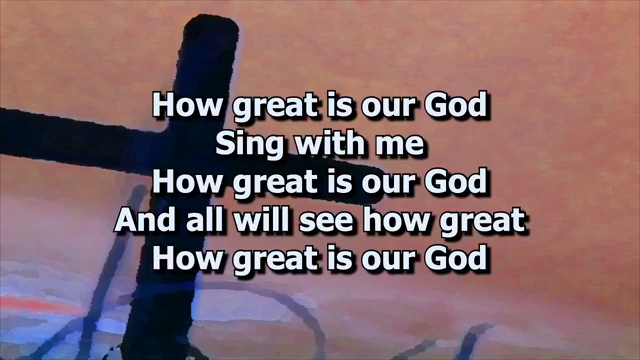 How great is our God
Sing with me
How great is our God
And all will see how great
How great is our God